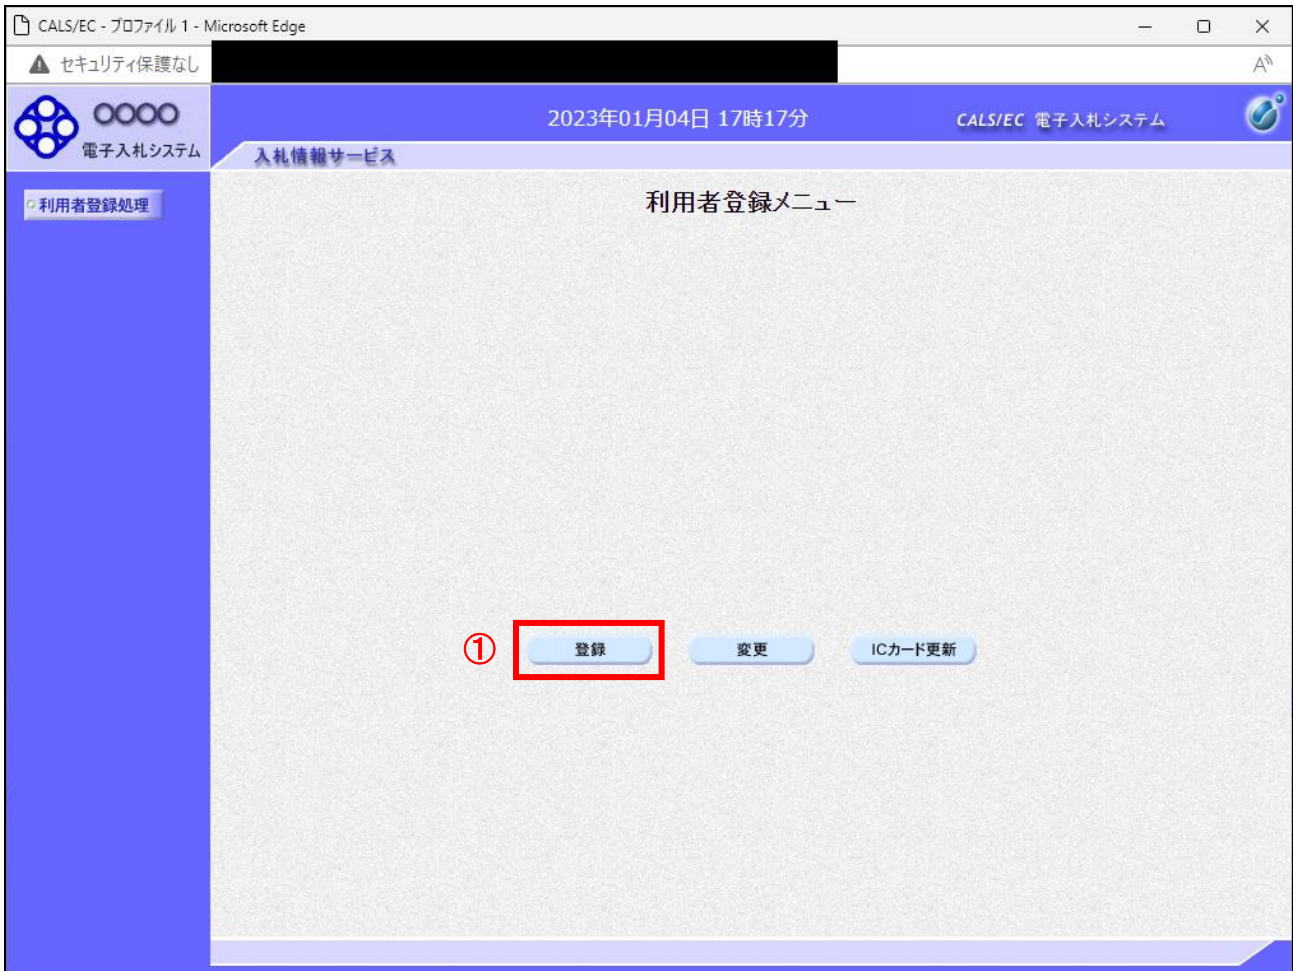 CALS/EC - プロファイル 1 - Microsoft Edge
セキュリティ保護なし
OOOO
電子入札システム
2023年01月04日 17時17分
CALS/EC 電子入札システム
入札情報サービス
利用者登録処理
利用者登録メニュー
① 登録 変更 ICカード更新